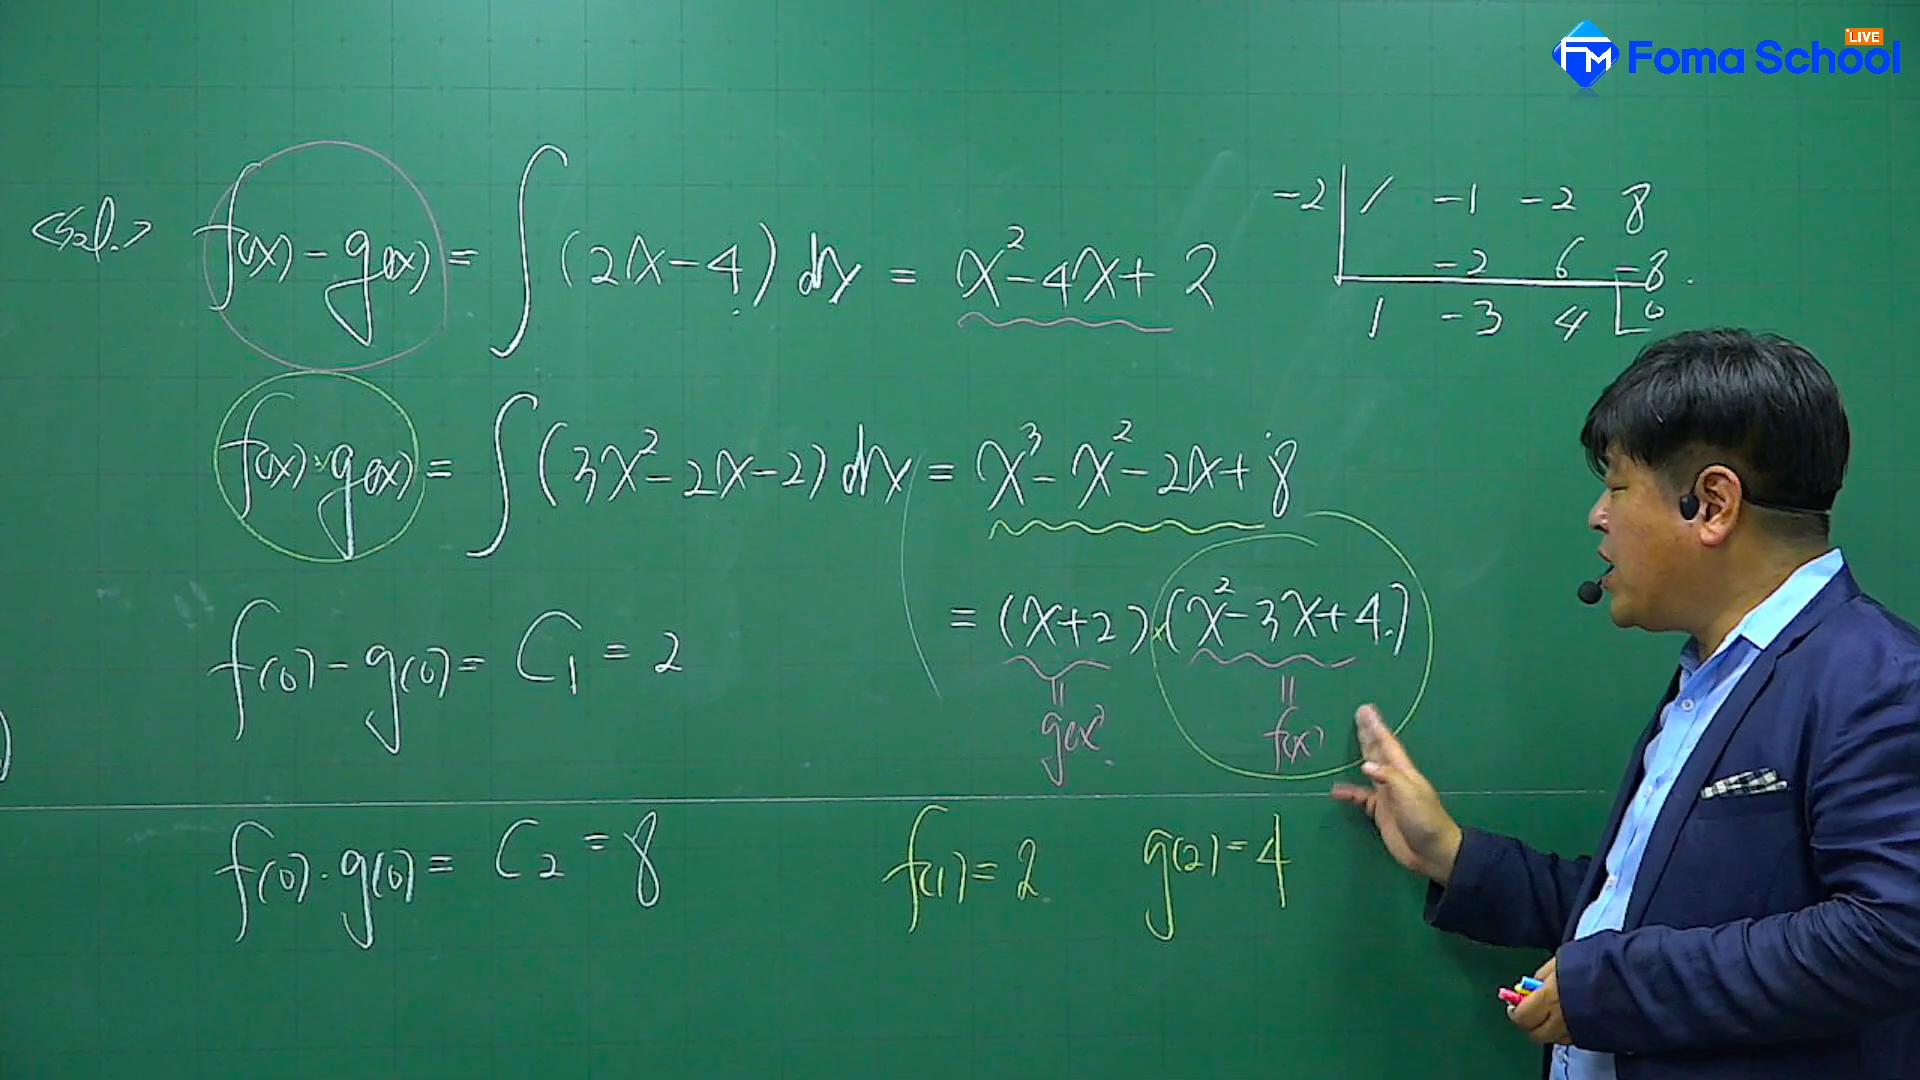 LIVE
Foma School
<Sol.> f(x) - g(x) = ∫ (2x-4) dx = x² - 4x + 2
f(x)·g(x) = ∫ (3x² - 2x - 2) dx = x³ - x² - 2x + 8
= (x+2)(x² - 3x + 4)
f(0) - g(0) = C₁ = 2
= g(x) = f(x)
f(0)·g(0) = C₂ = 8
f(1) = 2 g(2) = 4
-2 | 1 -1 -2 8
-2 6 -8
1 -3 4 | 0